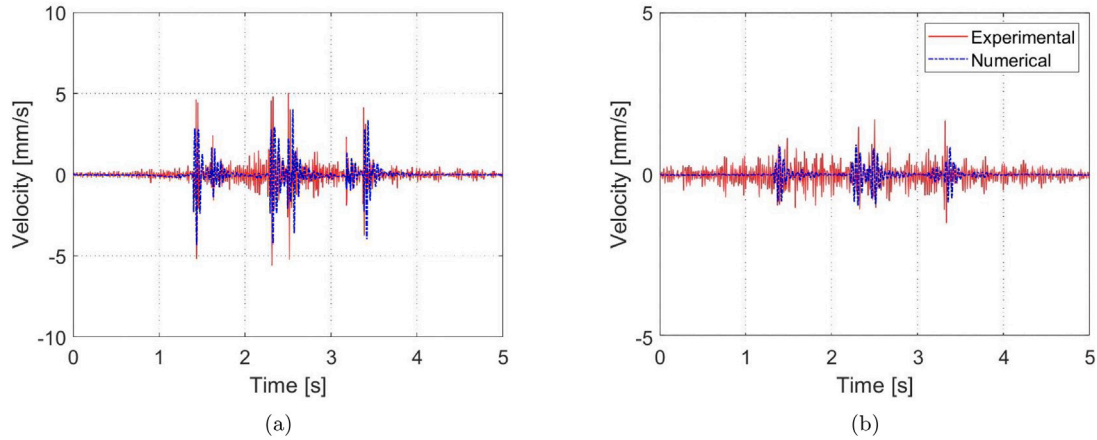 10
5
0
-5
-10
Velocity [mm/s]
0 1 2 3 4 5
Time [s]
(a)
5
0
-5
Velocity [mm/s]
Experimental
Numerical
0 1 2 3 4 5
Time [s]
(b)